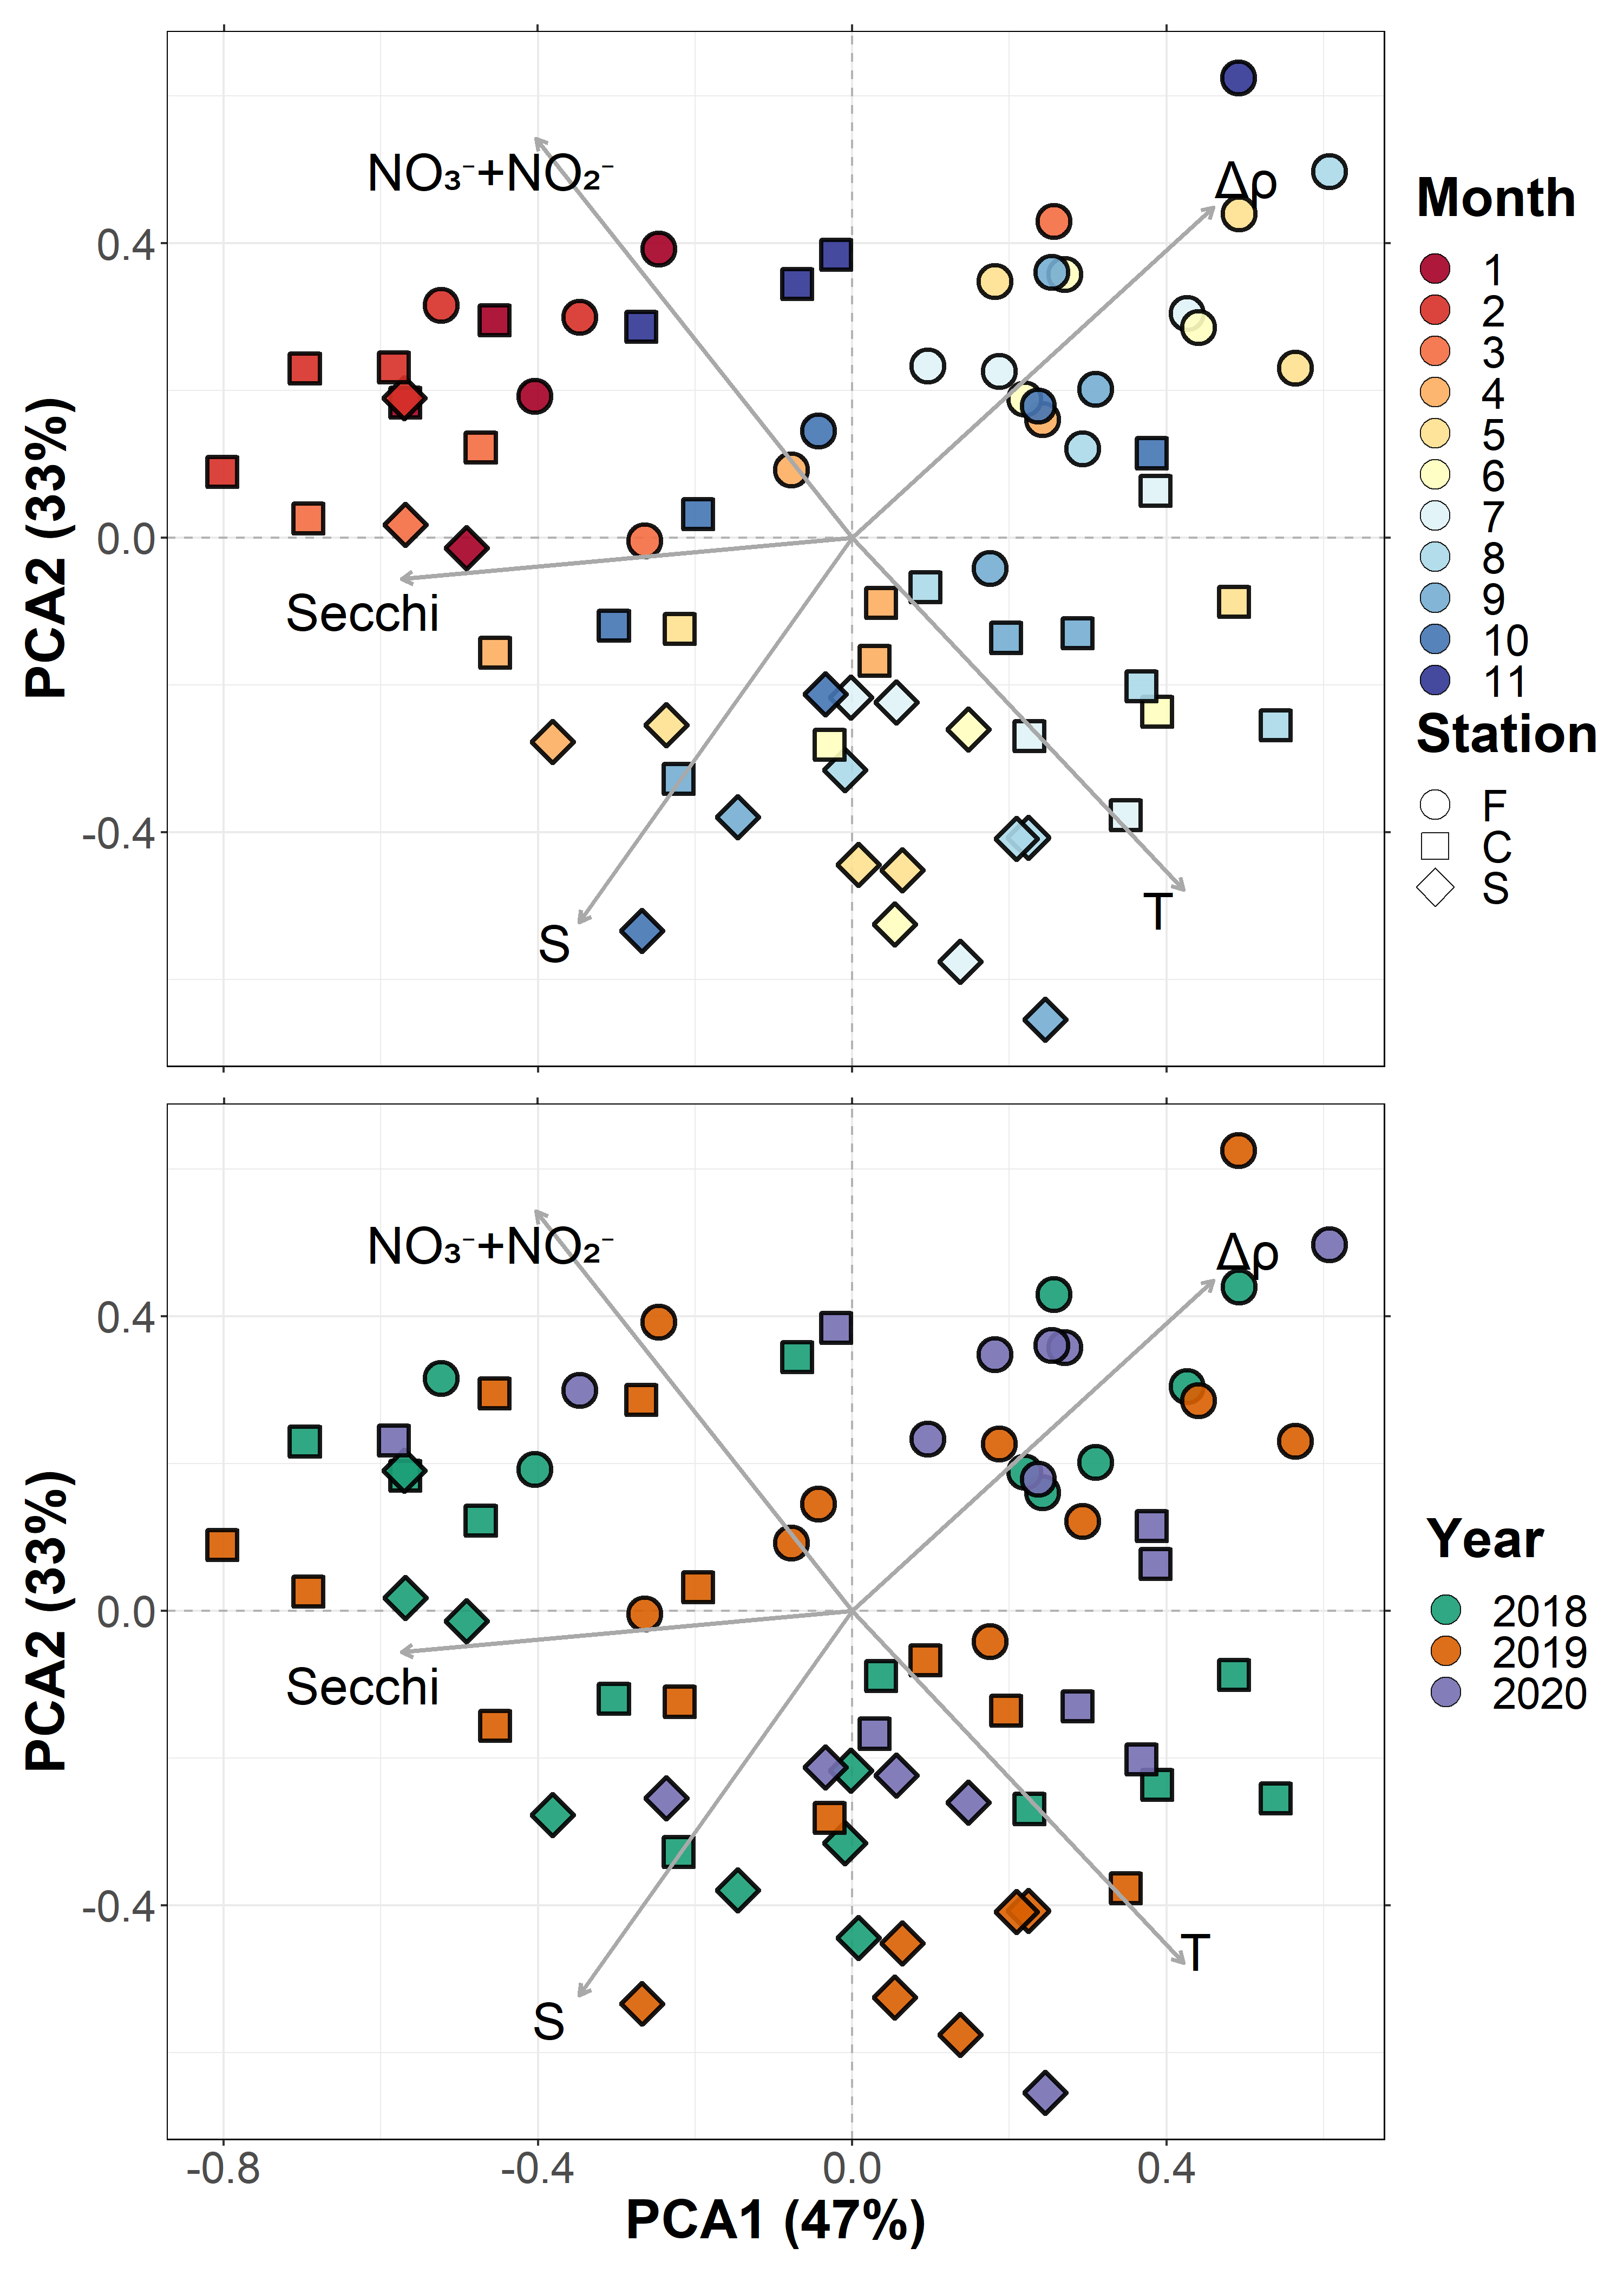 NO₃⁻+NO₂⁻
Δρ
Secchi
S
T
0.4
0.0
-0.4
PCA2 (33%)
Month
1
2
3
4
5
6
7
8
9
10
11
Station
F
C
S
NO₃⁻+NO₂⁻
Δρ
Secchi
S
T
0.4
0.0
-0.4
PCA2 (33%)
-0.8
-0.4
0.0
0.4
PCA1 (47%)
Year
2018
2019
2020